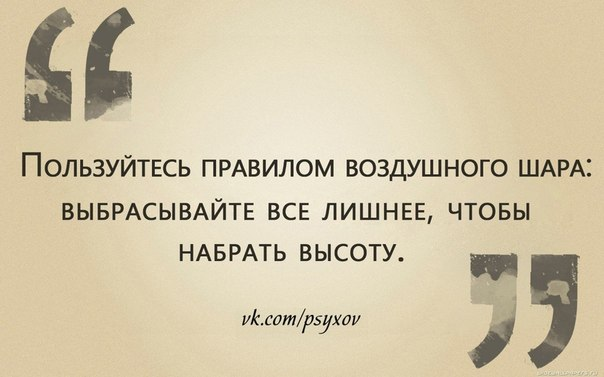 Пользуйтесь правилом воздушного шара:
выбрасывайте все лишнее, чтобы
набрать высоту.
vk.com/psyxov